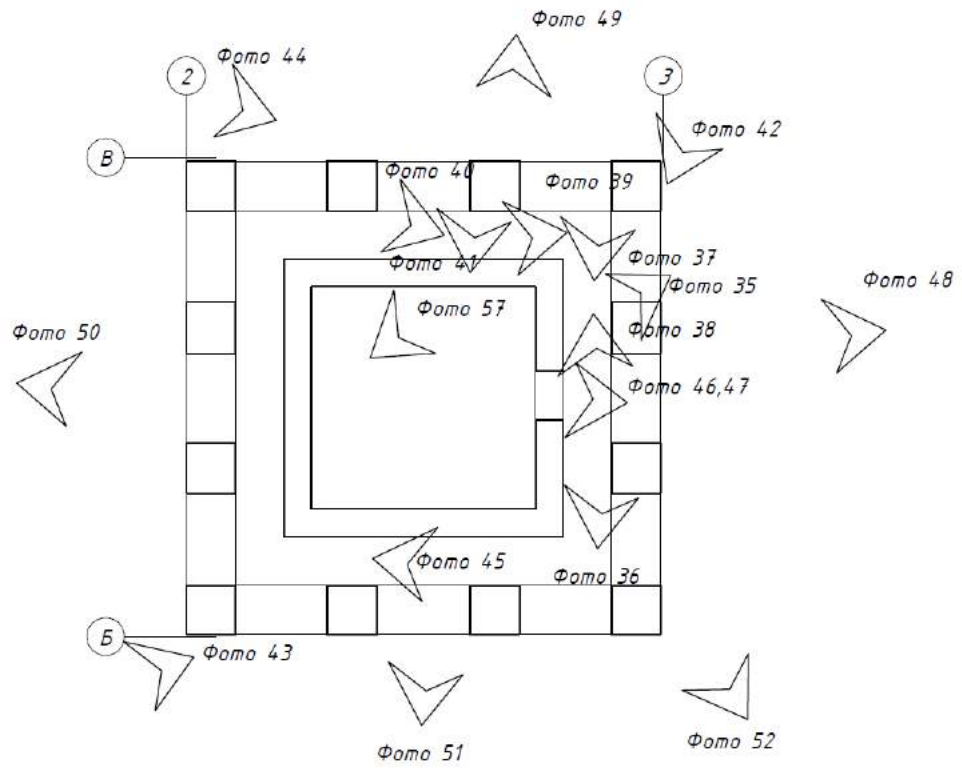 Фото 49
Фото 44
2
3
Фото 42
В
Фото 40
Фото 39
Фото 41
Фото 37
Фото 35
Фото 48
Фото 57
Фото 50
Фото 38
Фото 46,47
Фото 45
Фото 36
Б
Фото 43
Фото 51
Фото 52